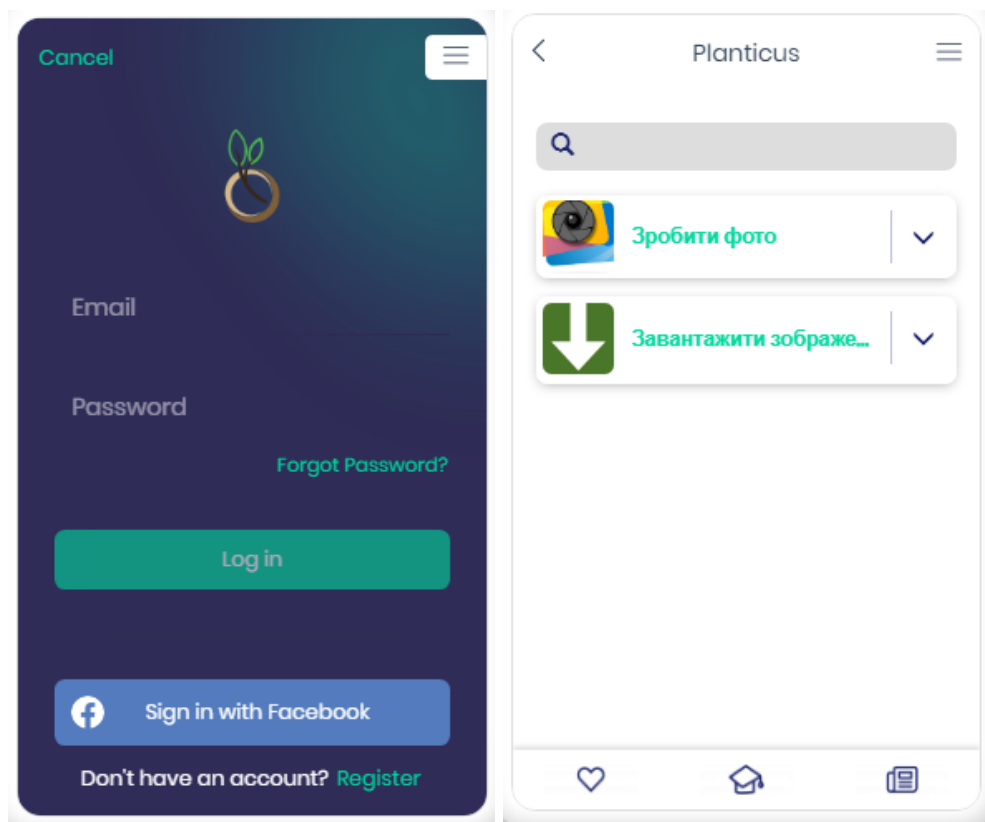 Cancel
Email
Password
Forgot Password?
Log in
Sign in with Facebook
Don't have an account? Register
Planticus
Зробити фото
Завантажити зображе...